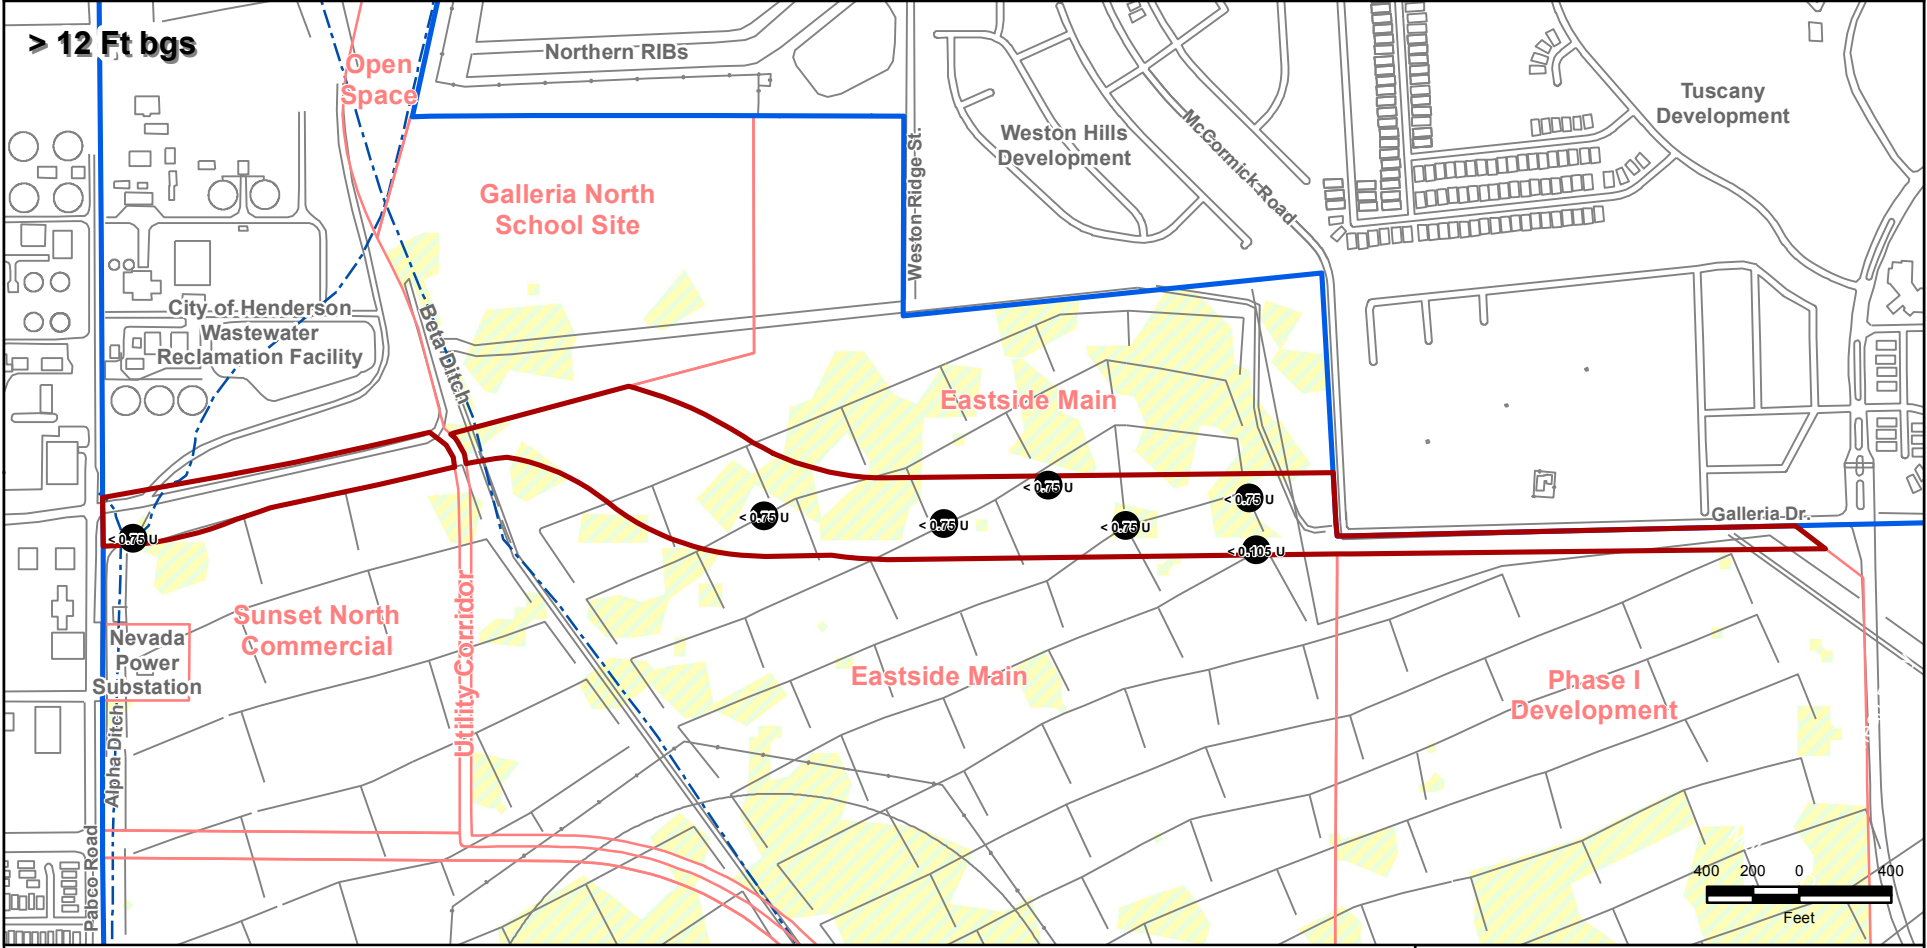 > 12 Ft bgs
Open
Space
Northern RIBs
Tuscany
Development
Weston Hills
Development
McCormick Road
Weston Ridge St.
Galleria North
School Site
City of Henderson
Wastewater
Reclamation Facility
Beta Ditch
Eastside Main
< 0.75 U
< 0.75 U
< 0.75 U
< 0.75 U
< 0.75 U
< 0.75 U
< 0.105 U
Galleria Dr.
Sunset North
Commercial
Utility Corridor
Nevada
Power
Substation
Alpha Ditch
Pabco Road
Eastside Main
Phase I
Development
400 200 0 400
Feet